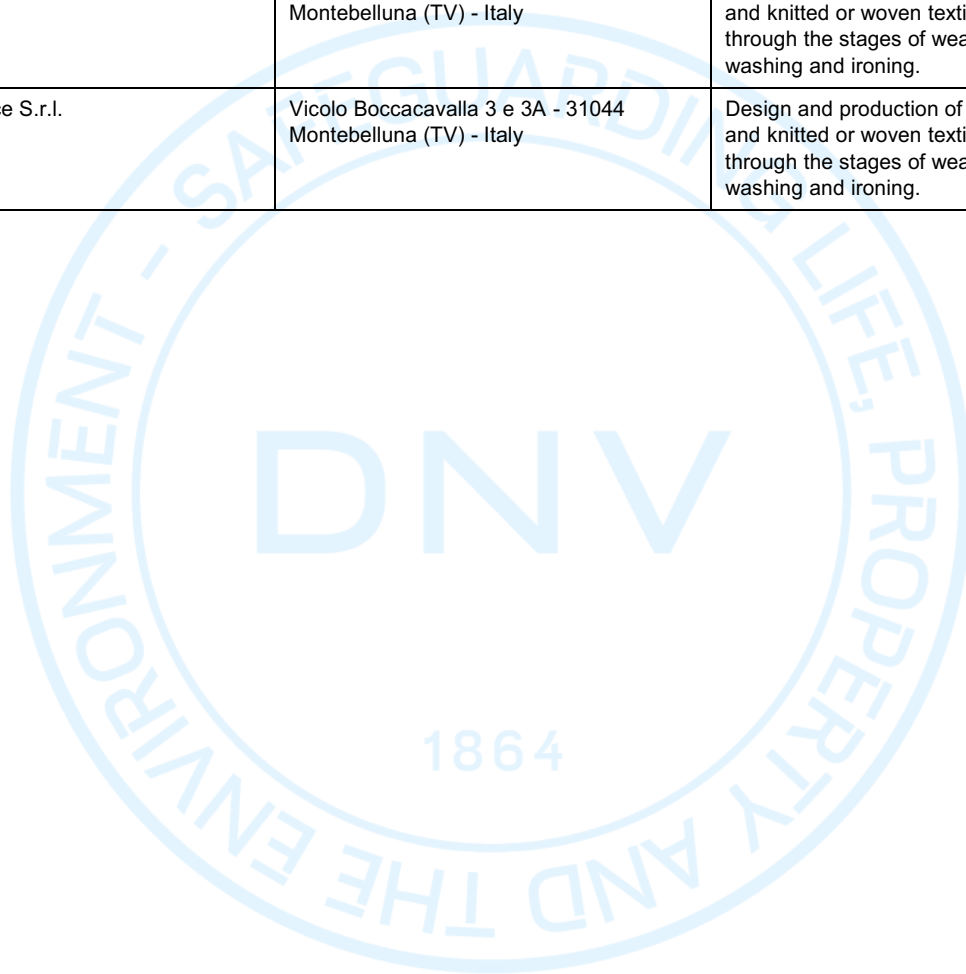 Montebelluna (TV) - Italy
and knitted or woven texti
through the stages of wea
washing and ironing.
e S.r.l.
Vicolo Boccacavalla 3 e 3A - 31044
Montebelluna (TV) - Italy
Design and production of
and knitted or woven texti
through the stages of wea
washing and ironing.
SAFEGUARDING LIFE, PROPERTY AND THE ENVIRONMENT -
DNV
1864